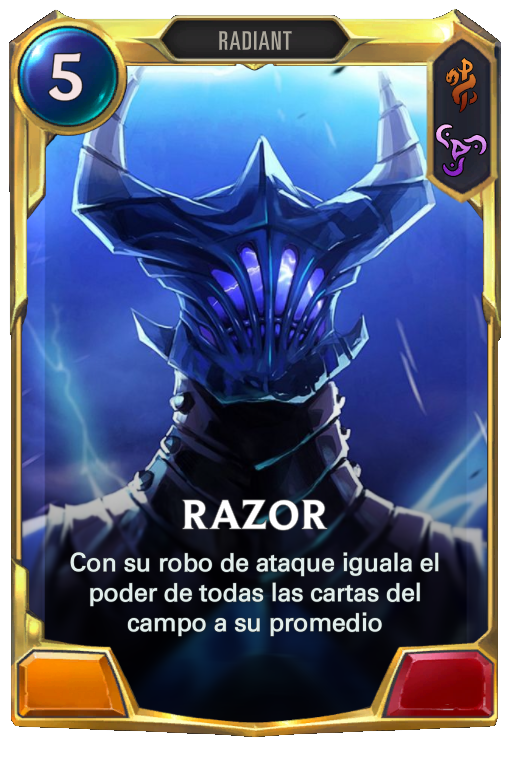 RADIANT
5
RAZOR
Con su robo de ataque iguala el
poder de todas las cartas del
campo a su promedio